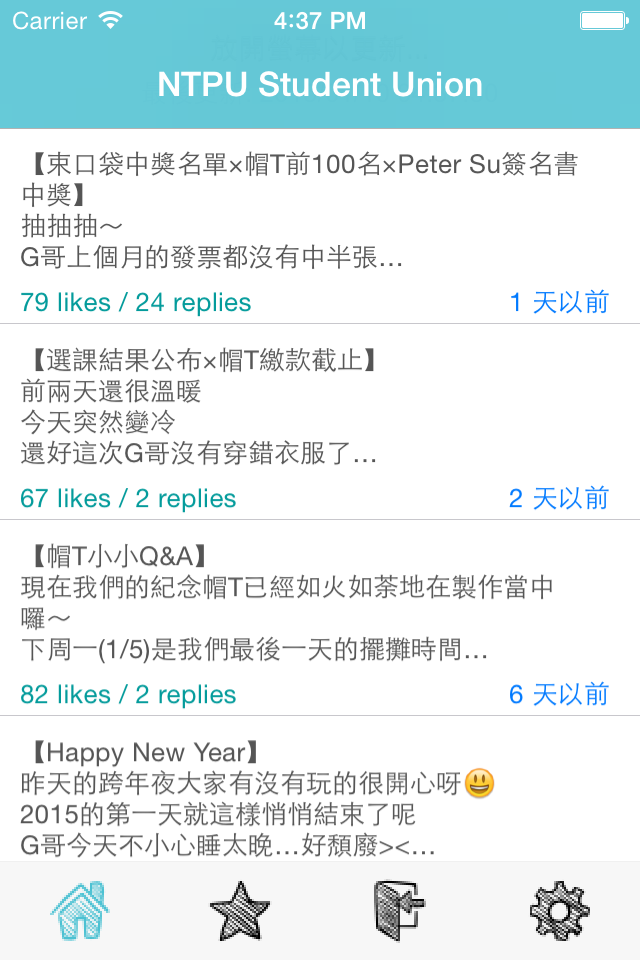 Carrier 4:37 PM
NTPU Student Union
【束口袋中獎名單×帽T前100名×Peter Su簽名書
中獎】
抽抽抽～
G哥上個月的發票都沒有中半張…
79 likes / 24 replies 1 天以前
【選課結果公布×帽T繳款截止】
前兩天還很溫暖
今天突然變冷
還好這次G哥沒有穿錯衣服了…
67 likes / 2 replies 2 天以前
【帽T小小Q&A】
現在我們的紀念帽T已經如火如荼地在製作當中
囉～
下周一(1/5)是我們最後一天的擺攤時間…
82 likes / 2 replies 6 天以前
【Happy New Year】
昨天的跨年夜大家有沒有玩的很開心呀😃
2015的第一天就這樣悄悄結束了呢
G哥今天不小心睡太晚…好頹廢><…